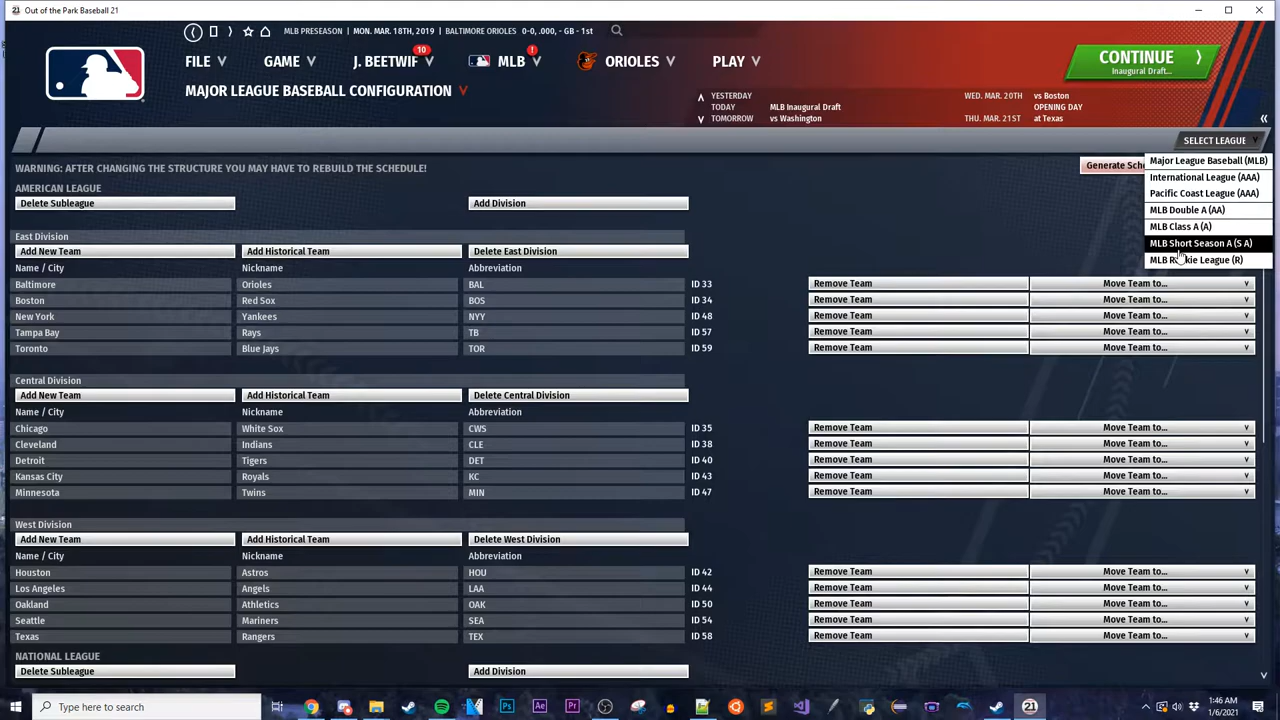 Out of the Park Baseball 21
MLB PRESEASON | MON. MAR. 18TH, 2019 | BALTIMORE ORIOLES 0-0, .000, - GB - 1st
FILE GAME J. BEETWIF 10 MLB ! ORIOLES PLAY
CONTINUE
Inaugural Draft...
MAJOR LEAGUE BASEBALL CONFIGURATION
YESTERDAY WED. MAR. 20TH vs Boston
TODAY MLB Inaugural Draft OPENING DAY
TOMORROW vs Washington THU. MAR. 21ST at Texas
SELECT LEAGUE
Major League Baseball (MLB)
International League (AAA)
Pacific Coast League (AAA)
MLB Double A (AA)
MLB Class A (A)
MLB Short Season A (S A)
MLB Rookie League (R)
WARNING: AFTER CHANGING THE STRUCTURE YOU MAY HAVE TO REBUILD THE SCHEDULE! Generate Sch
AMERICAN LEAGUE
Delete Subleague Add Division
East Division
Add New Team Add Historical Team Delete East Division
Name / City Nickname Abbreviation
Baltimore Orioles BAL ID 33 Remove Team Move Team to...
Boston Red Sox BOS ID 34 Remove Team Move Team to...
New York Yankees NYY ID 48 Remove Team Move Team to...
Tampa Bay Rays TB ID 57 Remove Team Move Team to...
Toronto Blue Jays TOR ID 59 Remove Team Move Team to...
Central Division
Add New Team Add Historical Team Delete Central Division
Name / City Nickname Abbreviation
Chicago White Sox CWS ID 35 Remove Team Move Team to...
Cleveland Indians CLE ID 38 Remove Team Move Team to...
Detroit Tigers DET ID 40 Remove Team Move Team to...
Kansas City Royals KC ID 43 Remove Team Move Team to...
Minnesota Twins MIN ID 47 Remove Team Move Team to...
West Division
Add New Team Add Historical Team Delete West Division
Name / City Nickname Abbreviation
Houston Astros HOU ID 42 Remove Team Move Team to...
Los Angeles Angels LAA ID 44 Remove Team Move Team to...
Oakland Athletics OAK ID 50 Remove Team Move Team to...
Seattle Mariners SEA ID 54 Remove Team Move Team to...
Texas Rangers TEX ID 58 Remove Team Move Team to...
NATIONAL LEAGUE
Delete Subleague Add Division
Type here to search
1:46 AM
1/6/2021